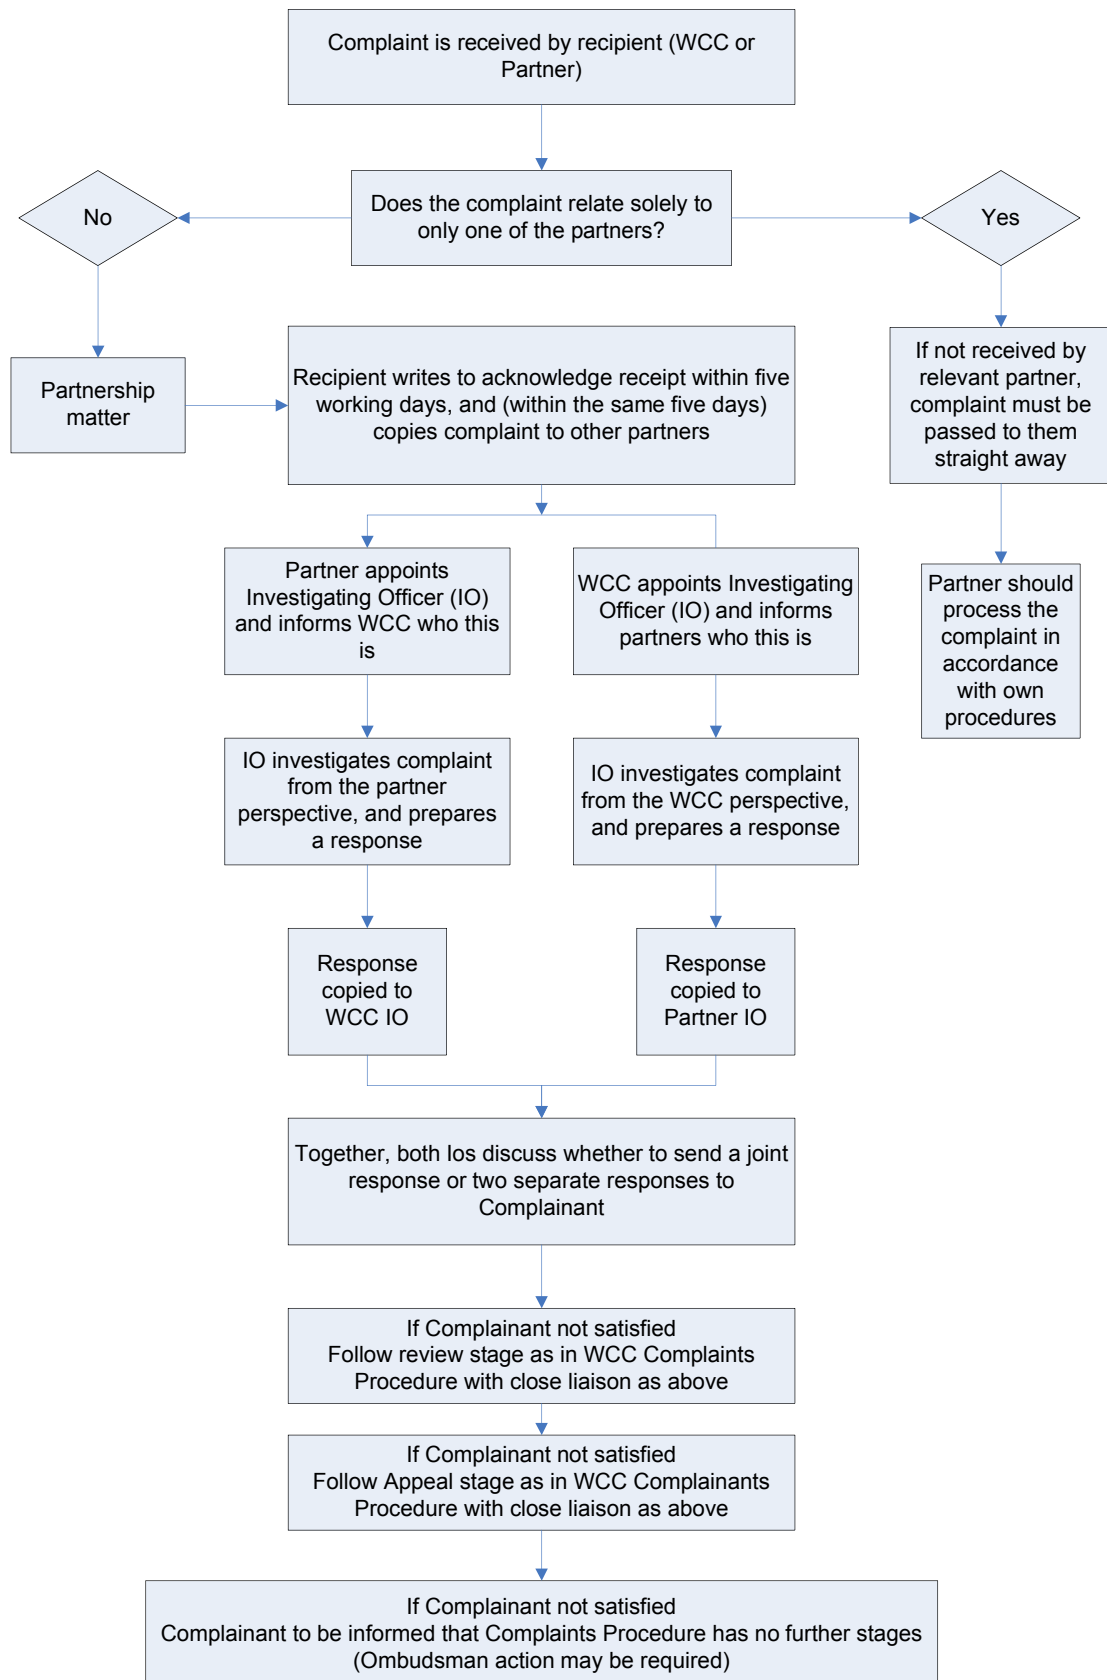 Complaint is received by recipient (WCC or
Partner)
No
Does the complaint relate solely to
only one of the partners?
Yes
Partnership
matter
Recipient writes to acknowledge receipt within five
working days, and (within the same five days)
copies complaint to other partners
If not received by
relevant partner,
complaint must be
passed to them
straight away
Partner appoints
Investigating Officer (IO)
and informs WCC who this
is
WCC appoints Investigating
Officer (IO) and informs
partners who this is
Partner should
process the
complaint in
accordance
with own
procedures
IO investigates complaint
from the partner
perspective, and prepares
a response
IO investigates complaint
from the WCC perspective,
and prepares a response
Response
copied to
WCC IO
Response
copied to
Partner IO
Together, both Ios discuss whether to send a joint
response or two separate responses to
Complainant
If Complainant not satisfied
Follow review stage as in WCC Complaints
Procedure with close liaison as above
If Complainant not satisfied
Follow Appeal stage as in WCC Complainants
Procedure with close liaison as above
If Complainant not satisfied
Complainant to be informed that Complaints Procedure has no further stages
(Ombudsman action may be required)